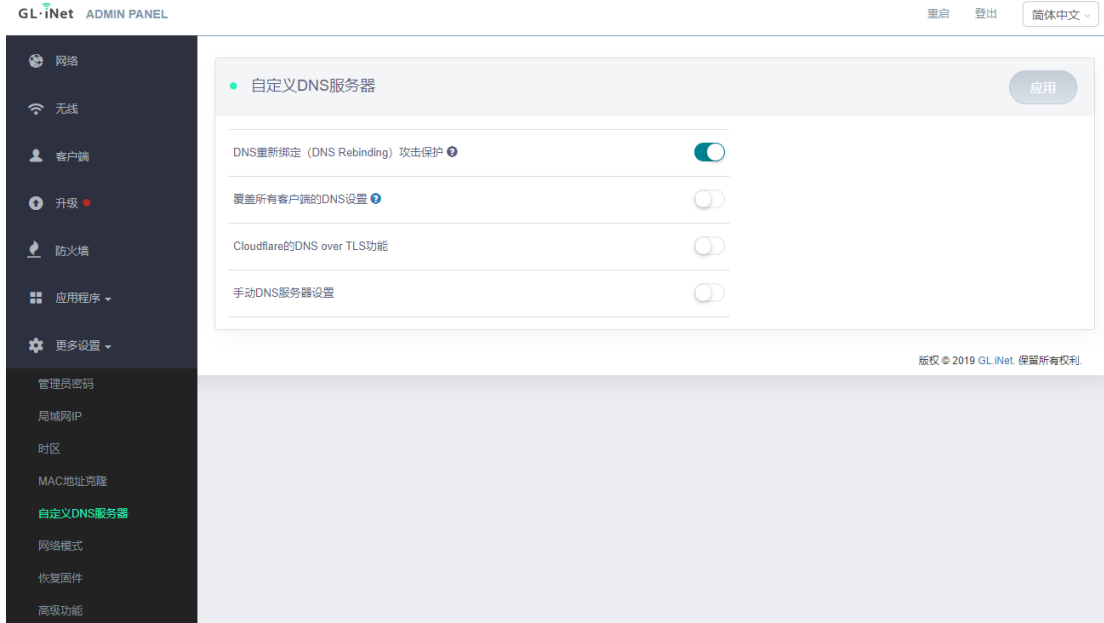 GL·iNet ADMIN PANEL
重启 登出 简体中文
网络
无线
客户端
升级
防火墙
应用程序
更多设置
管理员密码
局域网IP
时区
MAC地址克隆
自定义DNS服务器
网络模式
恢复固件
高级功能
自定义DNS服务器
应用
DNS重新绑定（DNS Rebinding）攻击保护
覆盖所有客户端的DNS设置
Cloudflare的DNS over TLS功能
手动DNS服务器设置
版权 © 2019 GL.iNet. 保留所有权利.